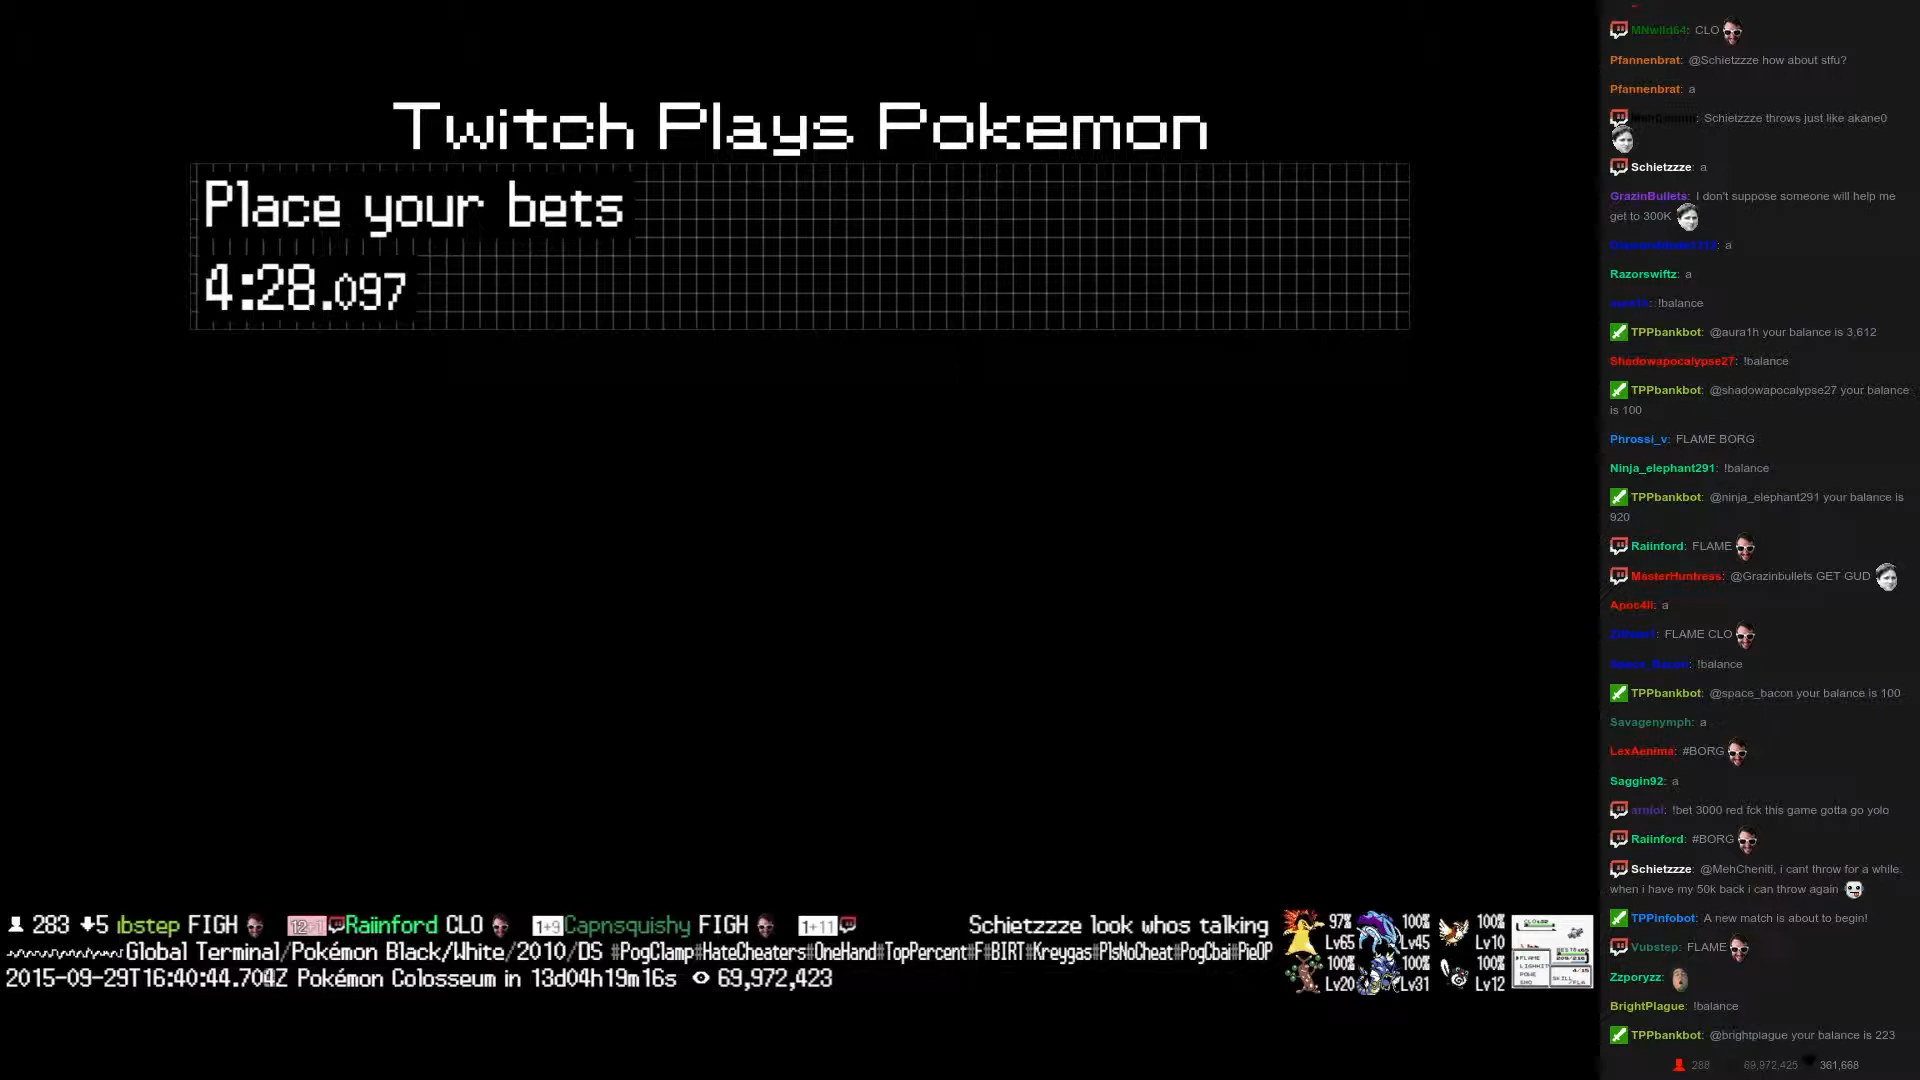 Twitch Plays Pokemon
Place your bets
4:28.097
283 5 ibstep FIGH 12+1 Raiinford CLO 1+9 Capnsquishy FIGH 1+11 Schietzzze look whos talking
Global Terminal/Pokémon Black/White/2010/DS #PogClamp#HateCheaters#OneHand#TopPercent#F#BIRT#Kreygas#PlsNoCheat#PogCbai#PieOP
2015-09-29T16:40:44.704Z Pokémon Colosseum in 13d04h19m16s 69,972,423
97% 100% 100%
Lv65 Lv45 Lv10
100% 100% 100%
Lv20 Lv31 Lv12
MNwild64: CLO
Pfannenbrat: @Schietzzze how about stfu?
Pfannenbrat: a
Schietzzze throws just like akane0
Schietzzze: a
GrazinBullets: I don't suppose someone will help me
get to 300K
a
Razorswiftz: a
aura1h: !balance
TPPbankbot: @aura1h your balance is 3,612
Shadowapocalypse27: !balance
TPPbankbot: @shadowapocalypse27 your balance
is 100
Phrossi_v: FLAME BORG
Ninja_elephant291: !balance
TPPbankbot: @ninja_elephant291 your balance is
920
Raiinford: FLAME
MasterHuntress: @Grazinbullets GET GUD
Apoc4ll: a
FLAME CLO
Space_Bacon: !balance
TPPbankbot: @space_bacon your balance is 100
Savagenymph: a
LexAenima: #BORG
Saggin92: a
arniol: !bet 3000 red fck this game gotta go yolo
Raiinford: #BORG
Schietzzze: @MehCheniti, i cant throw for a while.
when i have my 50k back i can throw again
TPPinfobot: A new match is about to begin!
Vubstep: FLAME
Zzporyzz:
BrightPlague: !balance
TPPbankbot: @brightplague your balance is 223
288 69,972,425 361,668